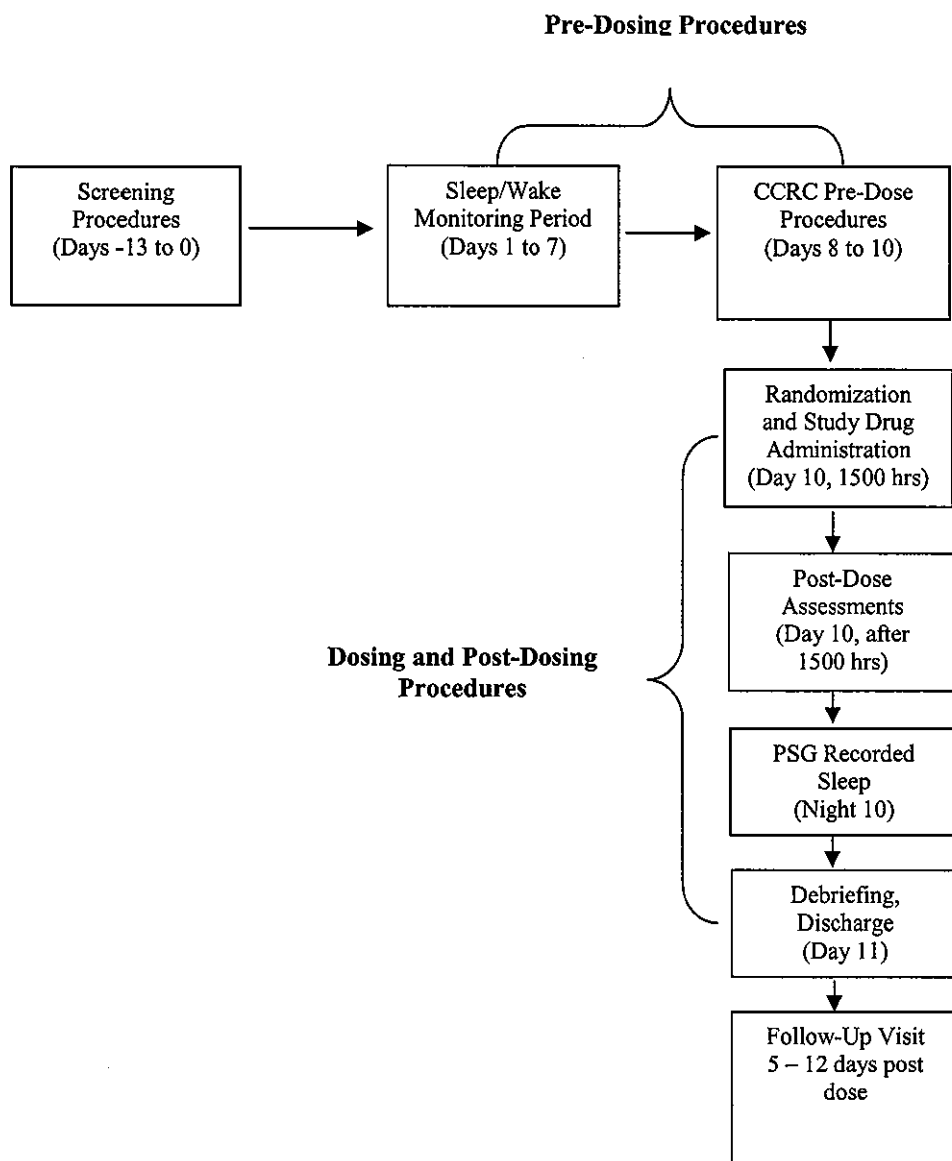 Pre-Dosing Procedures
Screening
Procedures
(Days -13 to 0)
Sleep/Wake
Monitoring Period
(Days 1 to 7)
CCRC Pre-Dose
Procedures
(Days 8 to 10)
Randomization
and Study Drug
Administration
(Day 10, 1500 hrs)
Post-Dose
Assessments
(Day 10, after
1500 hrs)
Dosing and Post-Dosing
Procedures
PSG Recorded
Sleep
(Night 10)
Debriefing,
Discharge
(Day 11)
Follow-Up Visit
5 – 12 days post
dose